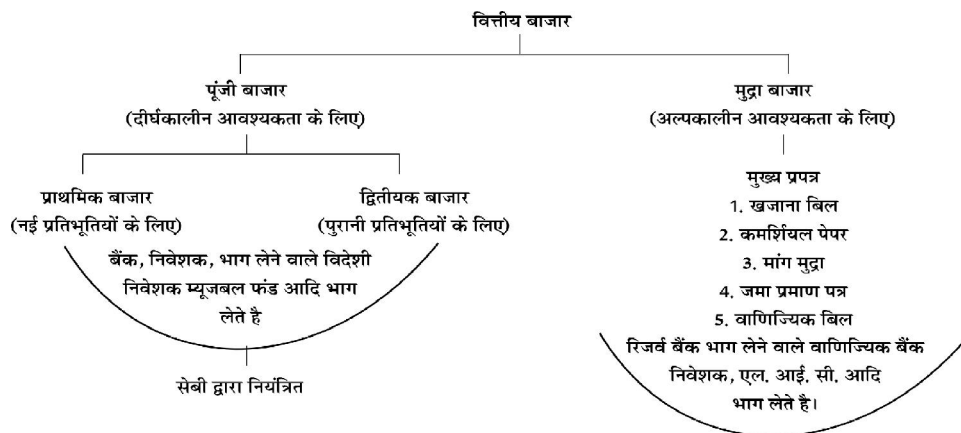 वित्तीय बाजार
पूंजी बाजार
(दीर्घकालीन आवश्यकता के लिए)
प्राथमिक बाजार
(नई प्रतिभूतियों के लिए)
द्वितीयक बाजार
(पुरानी प्रतिभूतियों के लिए)
बैंक, निवेशक, भाग लेने वाले विदेशी
निवेशक म्यूजबल फंड आदि भाग
लेते है
सेबी द्वारा नियंत्रित
मुद्रा बाजार
(अल्पकालीन आवश्यकता के लिए)
मुख्य प्रपत्र
1. खजाना बिल
2. कमर्शियल पेपर
3. मांग मुद्रा
4. जमा प्रमाण पत्र
5. वाणिज्यिक बिल
रिजर्व बैंक भाग लेने वाले वाणिज्यिक बैंक
निवेशक, एल. आई. सी. आदि
भाग लेते है।